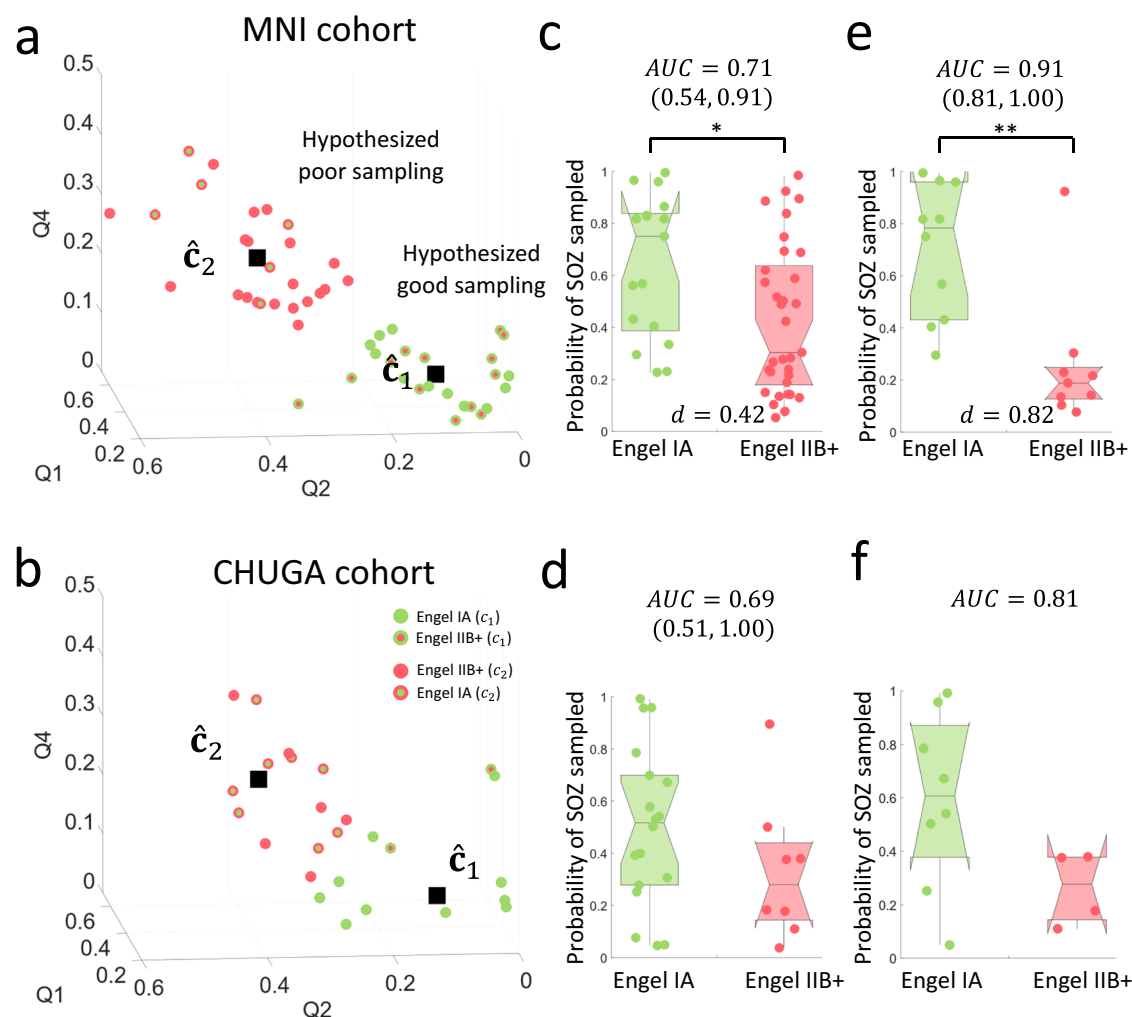 a
MNI cohort
0.5
0.4
0.3
0.2
0.1
0
Q4
Hypothesized
poor sampling
Hypothesized
good sampling
ĉ₂
ĉ₁
0.6
0.4
0.2
Q1
0.6
0.4
0.2
0
Q2
b
CHUGA cohort
0.5
0.4
0.3
0.2
0.1
0
Q4
Engel IA (c₁)
Engel IIB+ (c₁)
Engel IIB+ (c₂)
Engel IA (c₂)
ĉ₂
ĉ₁
0.6
0.4
0.2
Q1
0.6
0.4
0.2
0
Q2
c
AUC = 0.71
(0.54, 0.91)
*
Probability of SOZ sampled
1
0.8
0.6
0.4
0.2
0
d = 0.42
Engel IA Engel IIB+
d
AUC = 0.69
(0.51, 1.00)
Probability of SOZ sampled
1
0.8
0.6
0.4
0.2
0
Engel IA Engel IIB+
e
AUC = 0.91
(0.81, 1.00)
**
Probability of SOZ sampled
1
0.8
0.6
0.4
0.2
0
d = 0.82
Engel IA Engel IIB+
f
AUC = 0.81
Probability of SOZ sampled
1
0.8
0.6
0.4
0.2
0
Engel IA Engel IIB+